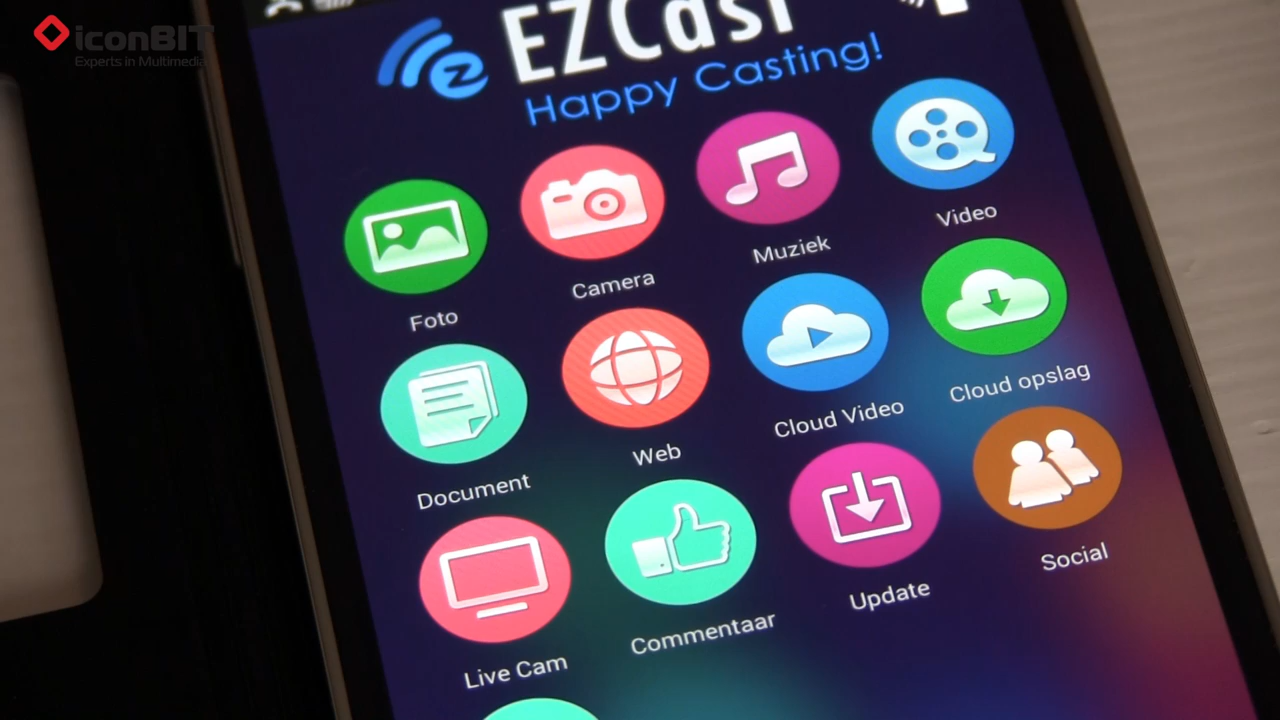 iconBIT
Experts in Multimedia
EZCast
Happy Casting!
Foto
Camera
Muziek
Video
Document
Web
Cloud Video
Cloud opslag
Live Cam
Commentaar
Update
Social